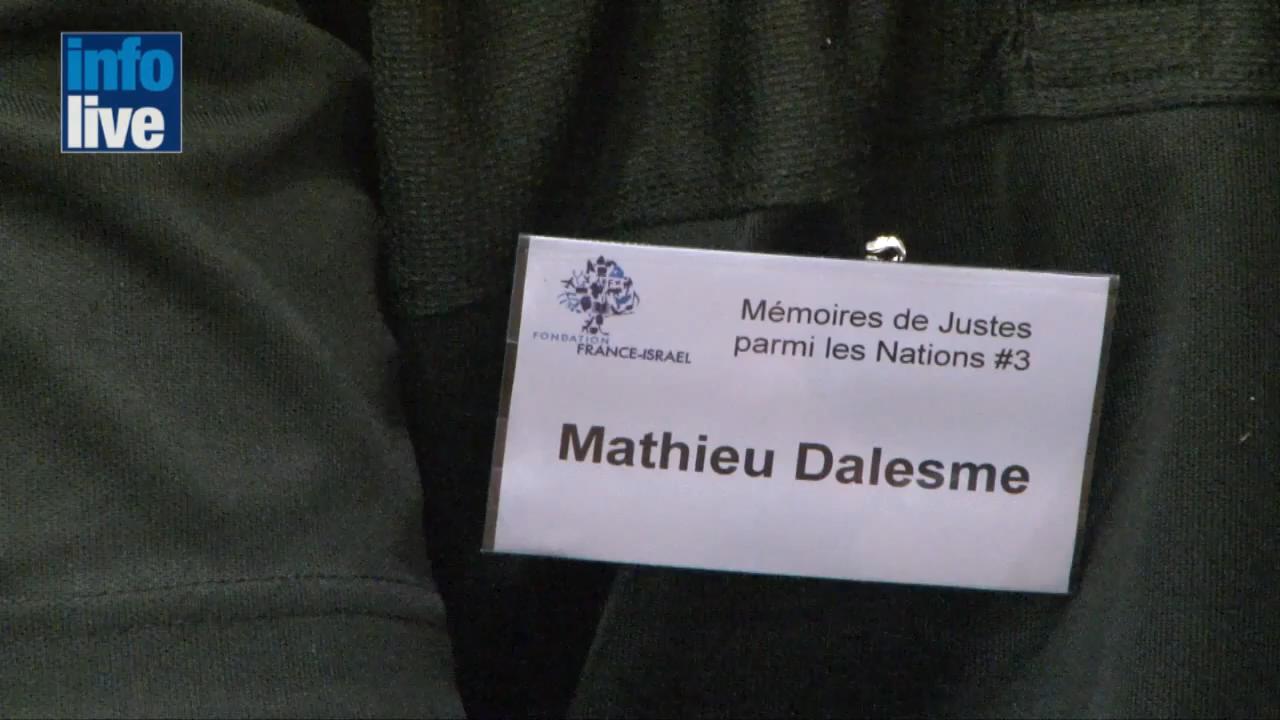 info
live
FONDATION
FRANCE-ISRAEL
Mémoires de Justes
parmi les Nations #3
Mathieu Dalesme